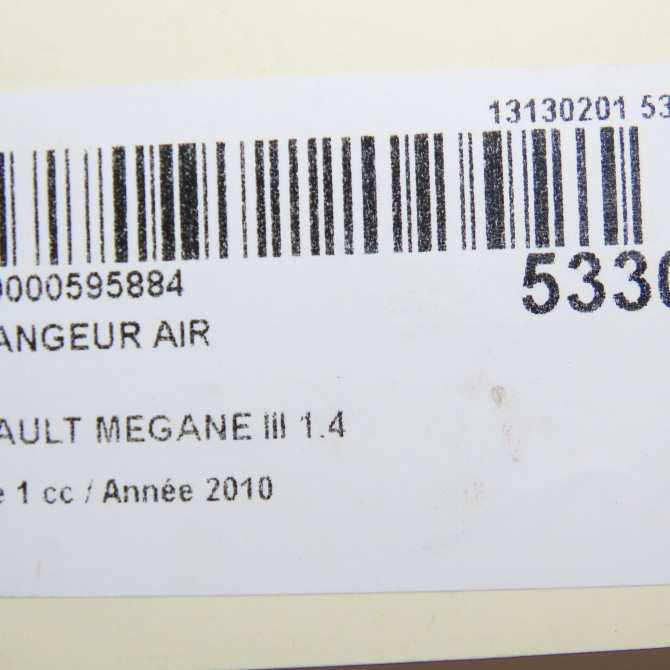 13130201 53
0000595884
5330
ANGEUR AIR
AULT MEGANE III 1.4
e 1 cc / Année 2010